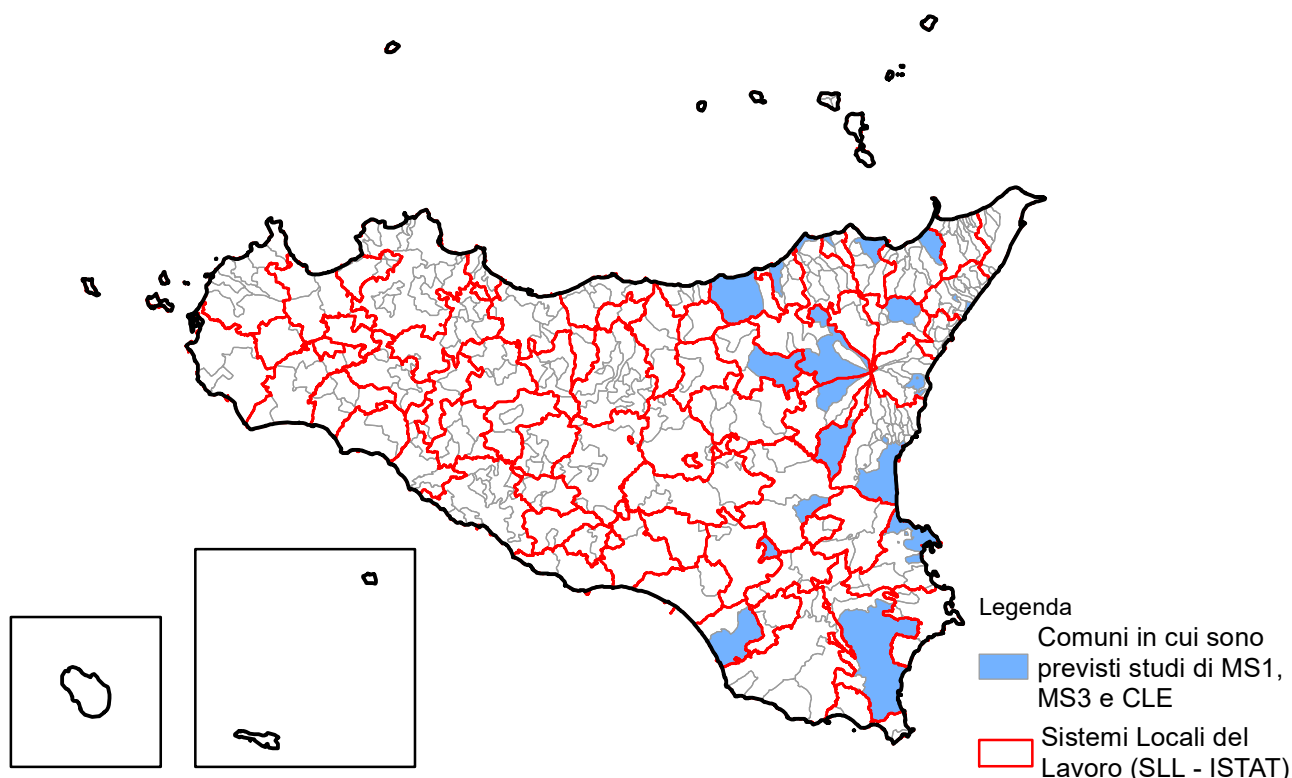 Legenda
Comuni in cui sono
previsti studi di MS1,
MS3 e CLE
Sistemi Locali del
Lavoro (SLL - ISTAT)